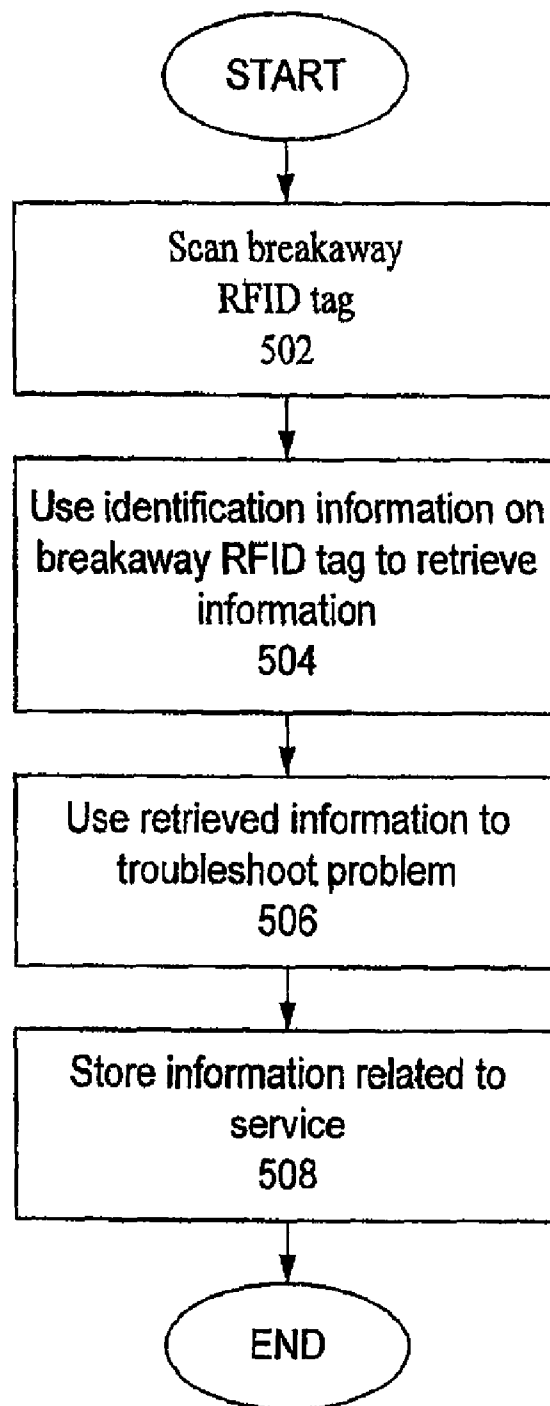 START
Scan breakaway
RFID tag
502
Use identification information on
breakaway RFID tag to retrieve
information
504
Use retrieved information to
troubleshoot problem
506
Store information related to
service
508
END